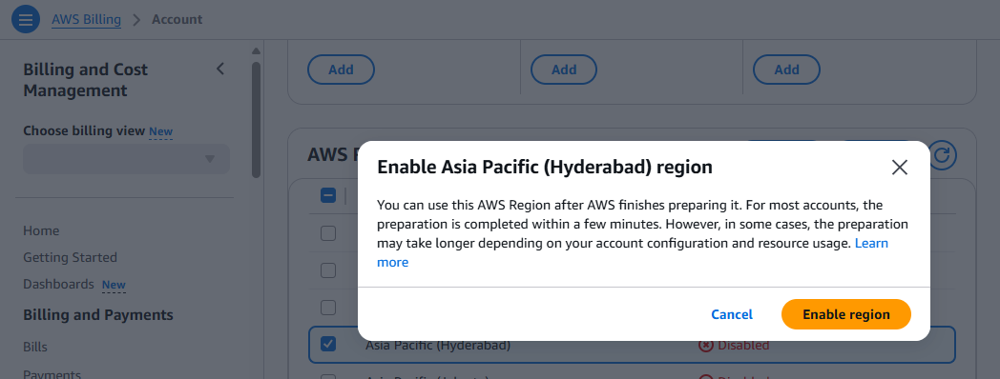 AWS Billing > Account
Billing and Cost
Management
Choose billing view New
Home
Getting Started
Dashboards New
Billing and Payments
Bills
Payments
Add Add Add
AWS
Enable Asia Pacific (Hyderabad) region
You can use this AWS Region after AWS finishes preparing it. For most accounts, the
preparation is completed within a few minutes. However, in some cases, the preparation
may take longer depending on your account configuration and resource usage. Learn
more
Cancel Enable region
Asia Pacific (Hyderabad) Disabled